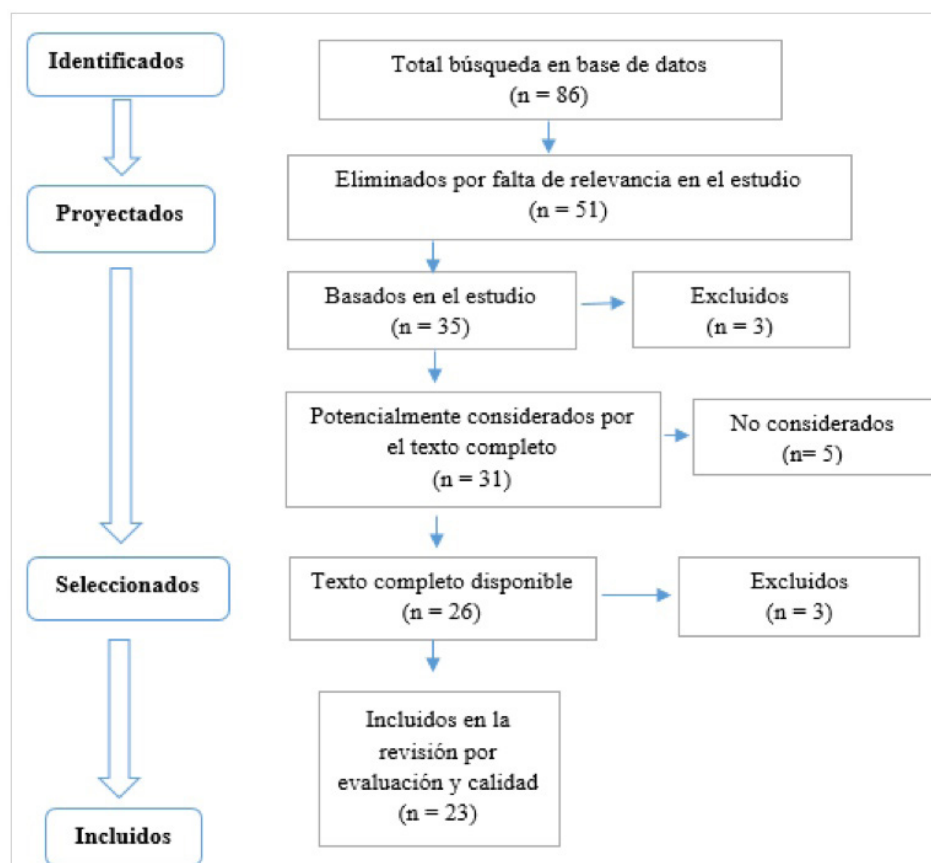 Identificados
Total búsqueda en base de datos
(n = 86)
Eliminados por falta de relevancia en el estudio
(n = 51)
Proyectados
Basados en el estudio
(n = 35)
Excluidos
(n = 3)
Potencialmente considerados por
el texto completo
(n = 31)
No considerados
(n= 5)
Seleccionados
Texto completo disponible
(n = 26)
Excluidos
(n = 3)
Incluidos en la
revisión por
evaluación y calidad
(n = 23)
Incluidos